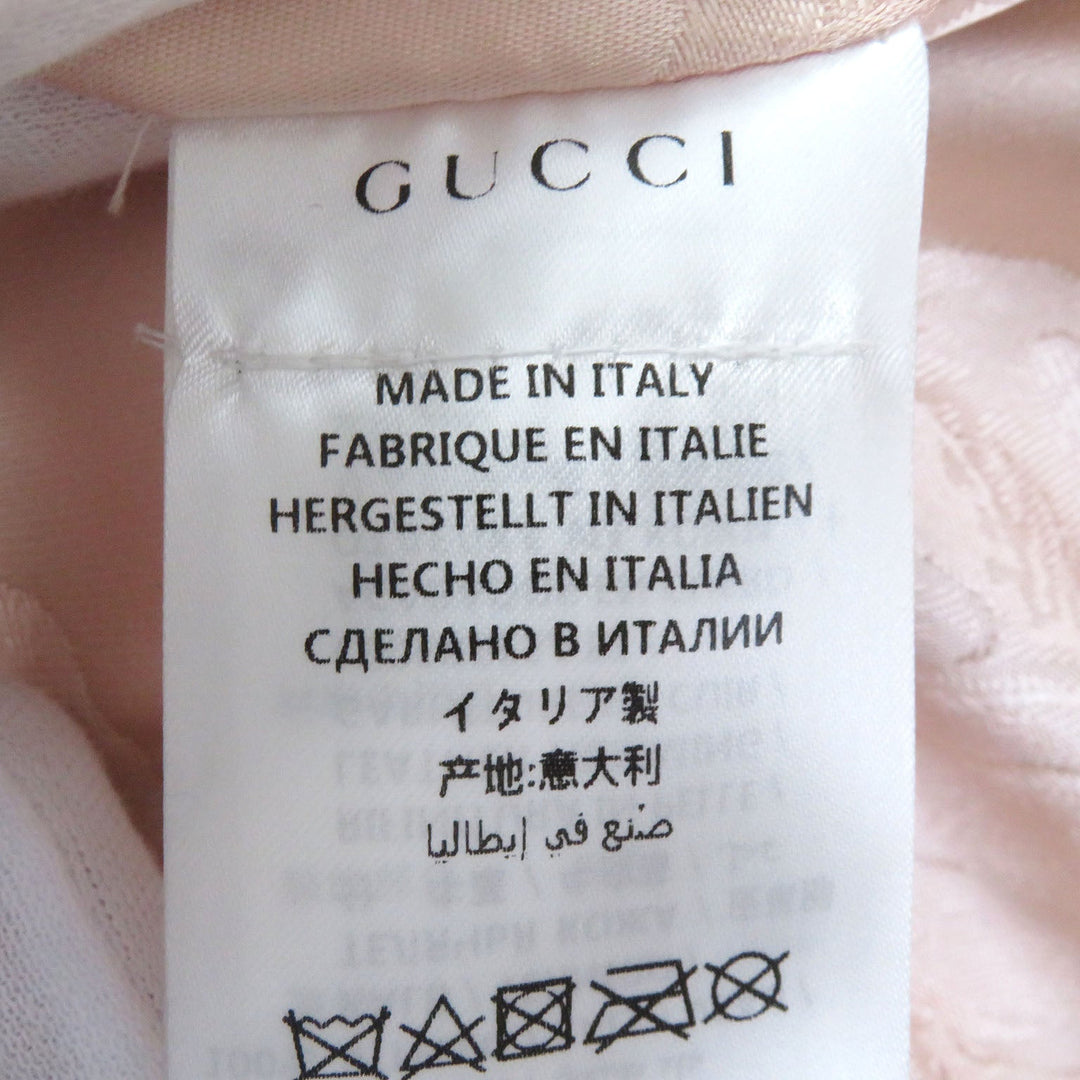 GUCCI
MADE IN ITALY
FABRIQUE EN ITALIE
HERGESTELLT IN ITALIEN
HECHO EN ITALIA
СДЕЛАНО В ИТАЛИИ
イタリア製
产地:意大利
صنع في إيطاليا